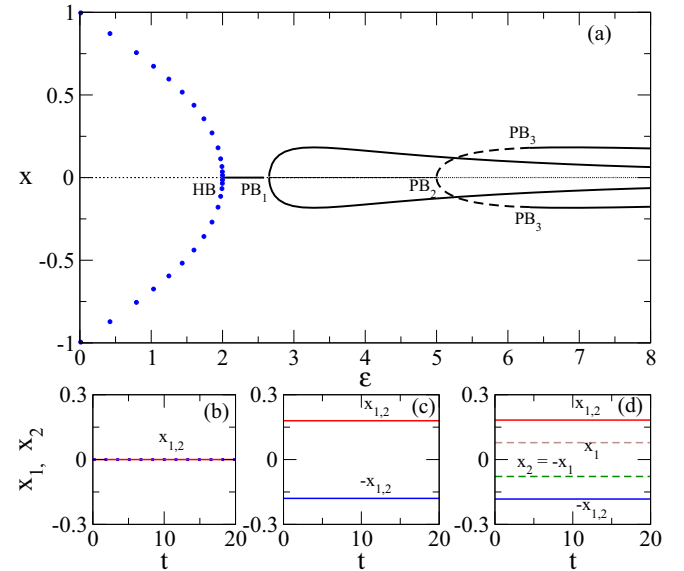 (a)
1
0.5
0
-0.5
-1
x
HB
PB1
PB2
PB3
PB3
0 1 2 3 4 5 6 7 8
ε
(b)
0.3
0
-0.3
x1, x2
x1,2
0 10 20
t
(c)
0.3
0
-0.3
x1,2
-x1,2
0 10 20
t
(d)
0.3
0
-0.3
x1,2
x1
x2 = -x1
-x1,2
0 10 20
t